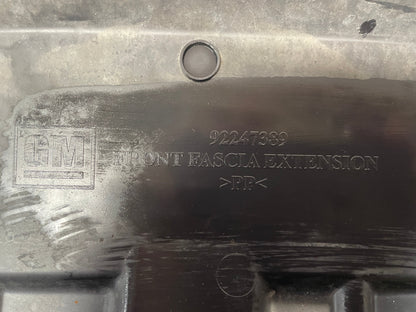 92247389
GM
FRONT FASCIA EXTENSION
>PP<